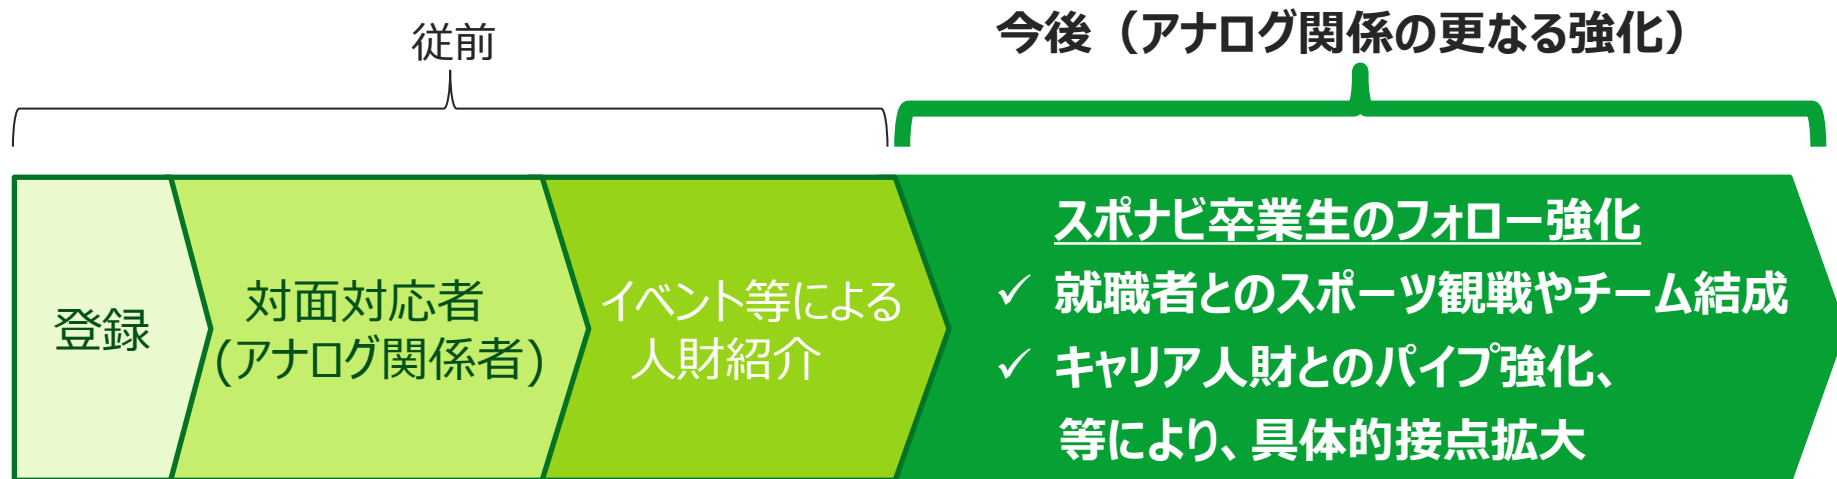 従前
今後（アナログ関係の更なる強化）
登録
対面対応者
(アナログ関係者)
イベント等による
人財紹介
スポナビ卒業生のフォロー強化
✓ 就職者とのスポーツ観戦やチーム結成
✓ キャリア人財とのパイプ強化、
等により、具体的接点拡大